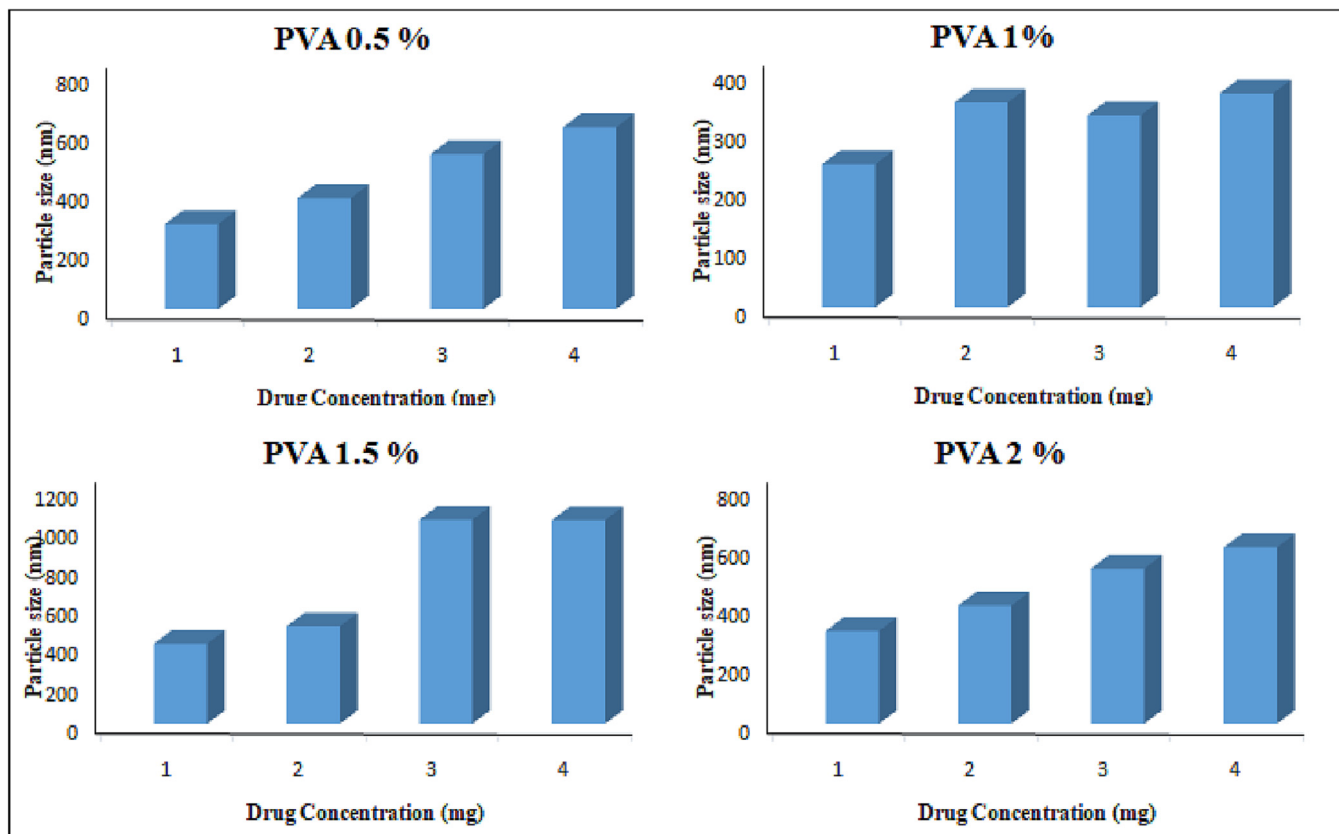 PVA 0.5 %
800
600
400
200
0
Particle size (nm)
1 2 3 4
Drug Concentration (mg)
PVA 1%
400
300
200
100
0
Particle size (nm)
1 2 3 4
Drug Concentration (mg)
PVA 1.5 %
1200
1000
800
600
400
200
0
Particle size (nm)
1 2 3 4
Drug Concentration (mg)
PVA 2 %
800
600
400
200
0
Particle size (nm)
1 2 3 4
Drug Concentration (mg)